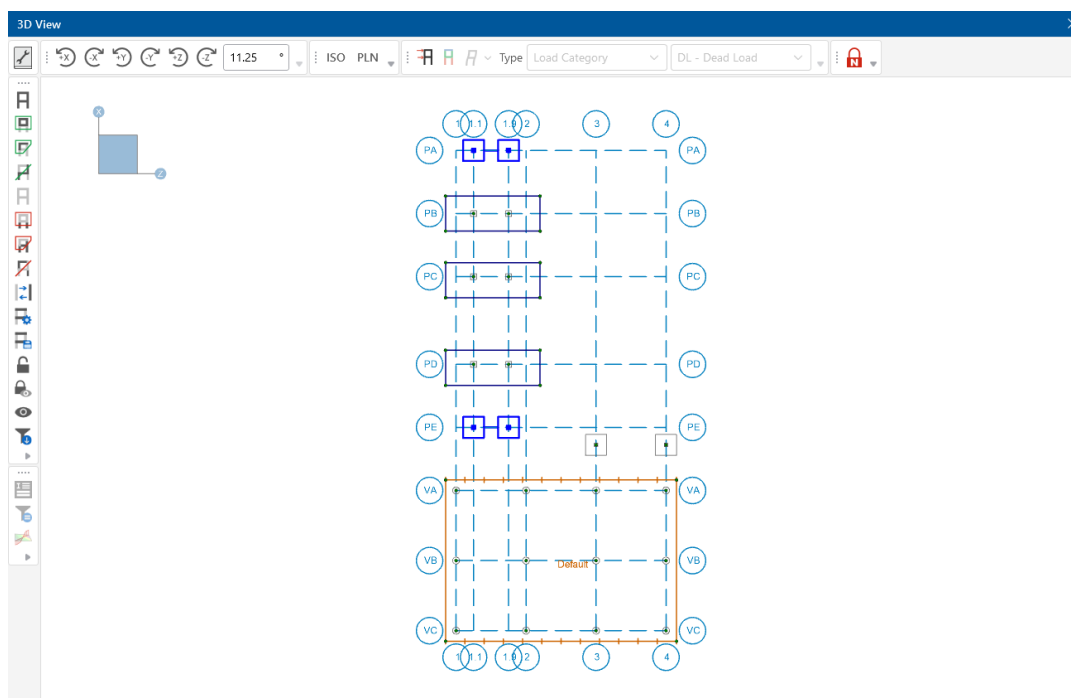 3D View
+X -X +Y -Y +Z -Z 11.25 ° ISO PLN Type Load Category DL - Dead Load N
X
Z
1 1.1 1.9 2 3 4
PA PA
PB PB
PC PC
PD PD
PE PE
VA VA
VB Default VB
VC VC
1 1.1 1.9 2 3 4